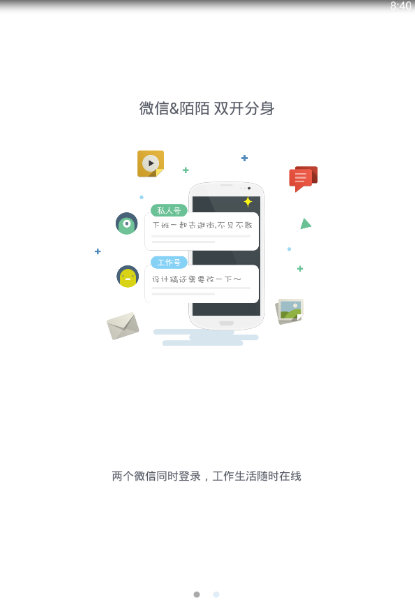 8:40
微信&陌陌 双开分身
私人号
下班一起去逛街,不见不散
工作号
设计稿还需要改一下~
两个微信同时登录，工作生活随时在线